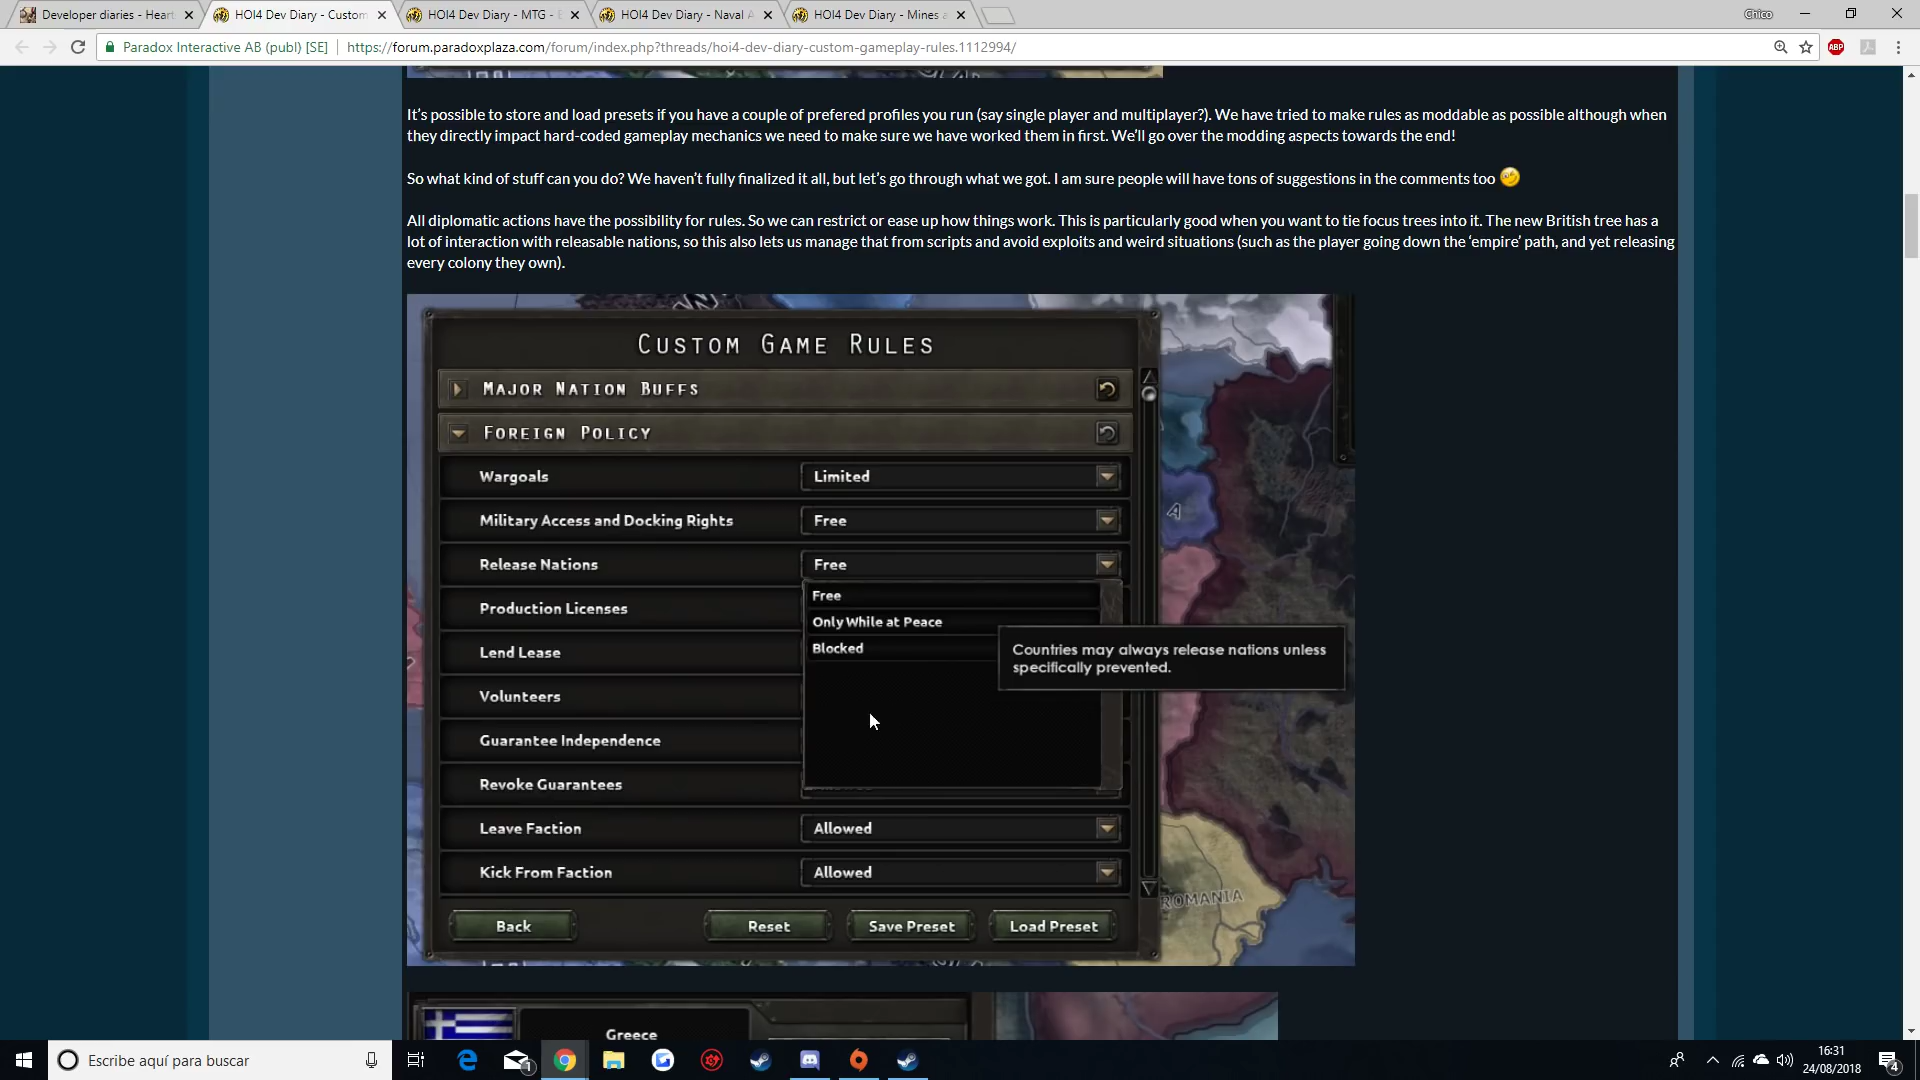 Developer diaries - Heart
HOI4 Dev Diary - Custom
HOI4 Dev Diary - MTG -
HOI4 Dev Diary - Naval A
HOI4 Dev Diary - Mines a
Chico
Paradox Interactive AB (publ) [SE]
https://forum.paradoxplaza.com/forum/index.php?threads/hoi4-dev-diary-custom-gameplay-rules.1112994/
ABP
It's possible to store and load presets if you have a couple of prefered profiles you run (say single player and multiplayer?). We have tried to make rules as moddable as possible although when
they directly impact hard-coded gameplay mechanics we need to make sure we have worked them in first. We'll go over the modding aspects towards the end!
So what kind of stuff can you do? We haven't fully finalized it all, but let's go through what we got. I am sure people will have tons of suggestions in the comments too
All diplomatic actions have the possibility for rules. So we can restrict or ease up how things work. This is particularly good when you want to tie focus trees into it. The new British tree has a
lot of interaction with releasable nations, so this also lets us manage that from scripts and avoid exploits and weird situations (such as the player going down the 'empire' path, and yet releasing
every colony they own).
CUSTOM GAME RULES
MAJOR NATION BUFFS
FOREIGN POLICY
Wargoals
Limited
Military Access and Docking Rights
Free
Release Nations
Free
Free
Production Licenses
Only While at Peace
Blocked
Countries may always release nations unless
specifically prevented.
Lend Lease
Volunteers
Guarantee Independence
Revoke Guarantees
Leave Faction
Allowed
Kick From Faction
Allowed
ROMANIA
Back
Reset
Save Preset
Load Preset
Greece
Escribe aquí para buscar
1
16:31
24/08/2018
4